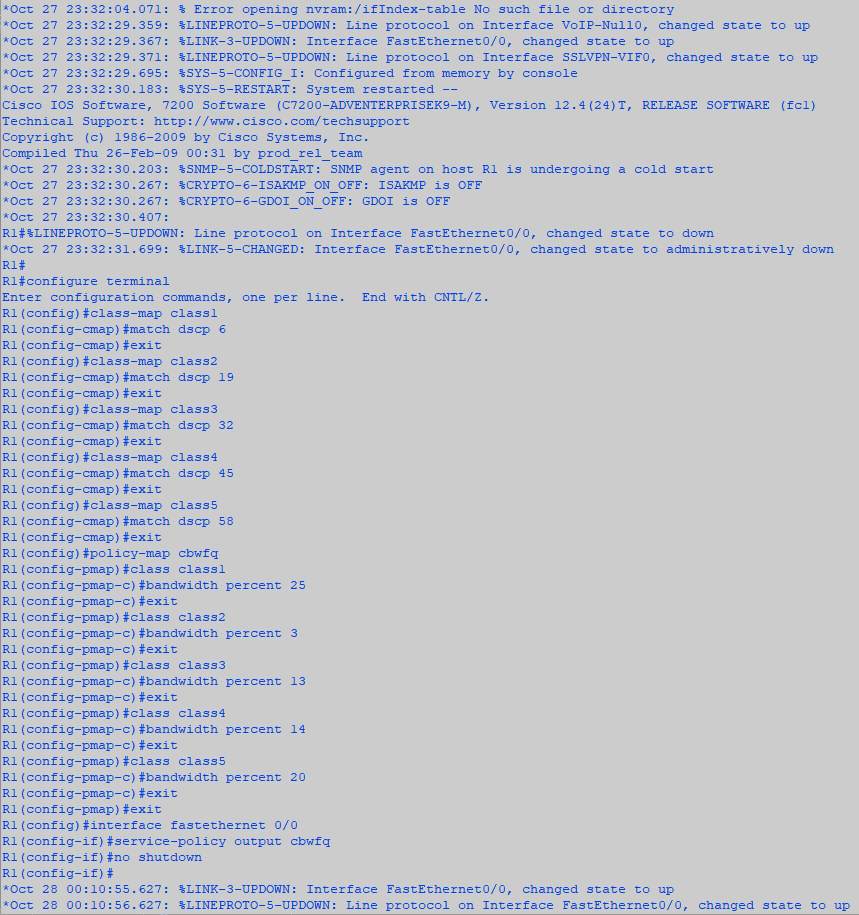 *Oct 27 23:32:04.071: % Error opening nvram:/ifIndex-table No such file or directory
*Oct 27 23:32:29.359: %LINEPROTO-5-UPDOWN: Line protocol on Interface VoIP-Null0, changed state to up
*Oct 27 23:32:29.367: %LINK-3-UPDOWN: Interface FastEthernet0/0, changed state to up
*Oct 27 23:32:29.371: %LINEPROTO-5-UPDOWN: Line protocol on Interface SSLVPN-VIF0, changed state to up
*Oct 27 23:32:29.695: %SYS-5-CONFIG_I: Configured from memory by console
*Oct 27 23:32:30.183: %SYS-5-RESTART: System restarted --
Cisco IOS Software, 7200 Software (C7200-ADVENTERPRISEK9-M), Version 12.4(24)T, RELEASE SOFTWARE (fc1)
Technical Support: http://www.cisco.com/techsupport
Copyright (c) 1986-2009 by Cisco Systems, Inc.
Compiled Thu 26-Feb-09 00:31 by prod_rel_team
*Oct 27 23:32:30.203: %SNMP-5-COLDSTART: SNMP agent on host R1 is undergoing a cold start
*Oct 27 23:32:30.267: %CRYPTO-6-ISAKMP_ON_OFF: ISAKMP is OFF
*Oct 27 23:32:30.267: %CRYPTO-6-GDOI_ON_OFF: GDOI is OFF
*Oct 27 23:32:30.407:
R1#%LINEPROTO-5-UPDOWN: Line protocol on Interface FastEthernet0/0, changed state to down
*Oct 27 23:32:31.699: %LINK-5-CHANGED: Interface FastEthernet0/0, changed state to administratively down
R1#
R1#configure terminal
Enter configuration commands, one per line.  End with CNTL/Z.
R1(config)#class-map class1
R1(config-cmap)#match dscp 6
R1(config-cmap)#exit
R1(config)#class-map class2
R1(config-cmap)#match dscp 19
R1(config-cmap)#exit
R1(config)#class-map class3
R1(config-cmap)#match dscp 32
R1(config-cmap)#exit
R1(config)#class-map class4
R1(config-cmap)#match dscp 45
R1(config-cmap)#exit
R1(config)#class-map class5
R1(config-cmap)#match dscp 58
R1(config-cmap)#exit
R1(config)#policy-map cbwfq
R1(config-pmap)#class class1
R1(config-pmap-c)#bandwidth percent 25
R1(config-pmap-c)#exit
R1(config-pmap)#class class2
R1(config-pmap-c)#bandwidth percent 3
R1(config-pmap-c)#exit
R1(config-pmap)#class class3
R1(config-pmap-c)#bandwidth percent 13
R1(config-pmap-c)#exit
R1(config-pmap)#class class4
R1(config-pmap-c)#bandwidth percent 14
R1(config-pmap-c)#exit
R1(config-pmap)#class class5
R1(config-pmap-c)#bandwidth percent 20
R1(config-pmap-c)#exit
R1(config-pmap)#exit
R1(config)#interface fastethernet 0/0
R1(config-if)#service-policy output cbwfq
R1(config-if)#no shutdown
R1(config-if)#
*Oct 28 00:10:55.627: %LINK-3-UPDOWN: Interface FastEthernet0/0, changed state to up
*Oct 28 00:10:56.627: %LINEPROTO-5-UPDOWN: Line protocol on Interface FastEthernet0/0, changed state to up